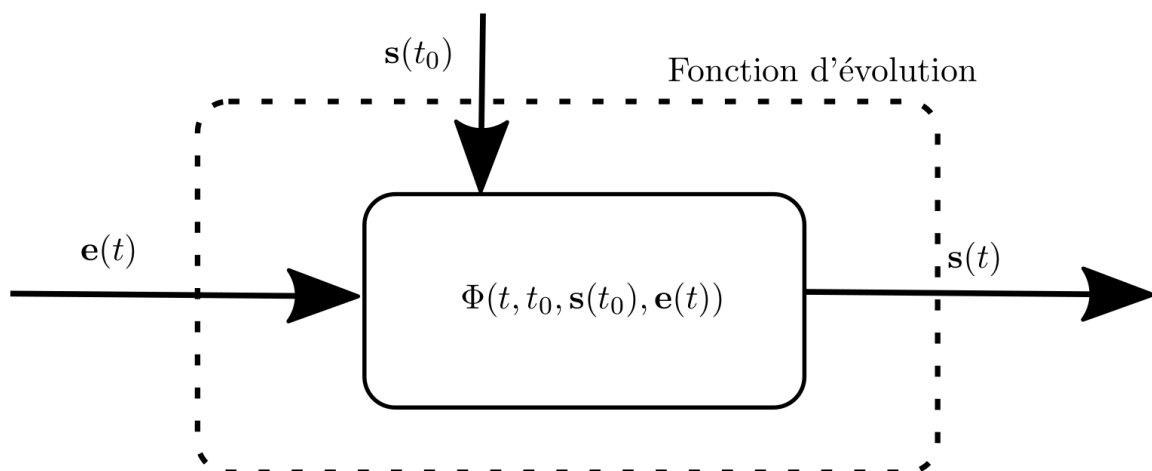 s(t₀)
Fonction d'évolution
e(t)
s(t)
Φ(t, t₀, s(t₀), e(t))